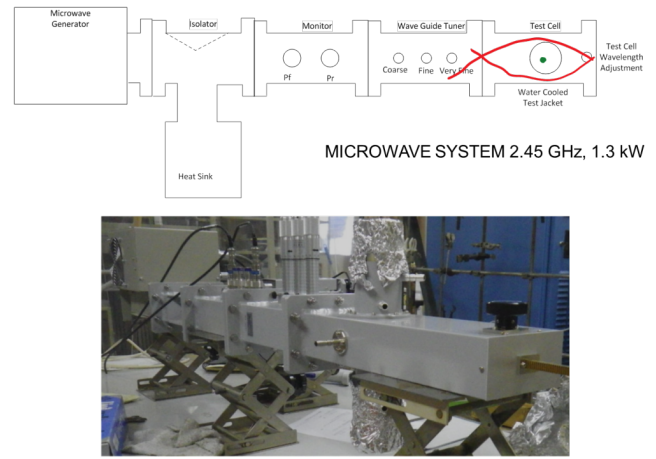 Microwave
Generator
Isolator
Monitor
Wave Guide Tuner
Test Cell
Pf
Pr
Coarse
Fine
Very Fine
Test Cell
Wavelength
Adjustment
Water Cooled
Test Jacket
Heat Sink
MICROWAVE SYSTEM 2.45 GHz, 1.3 kW